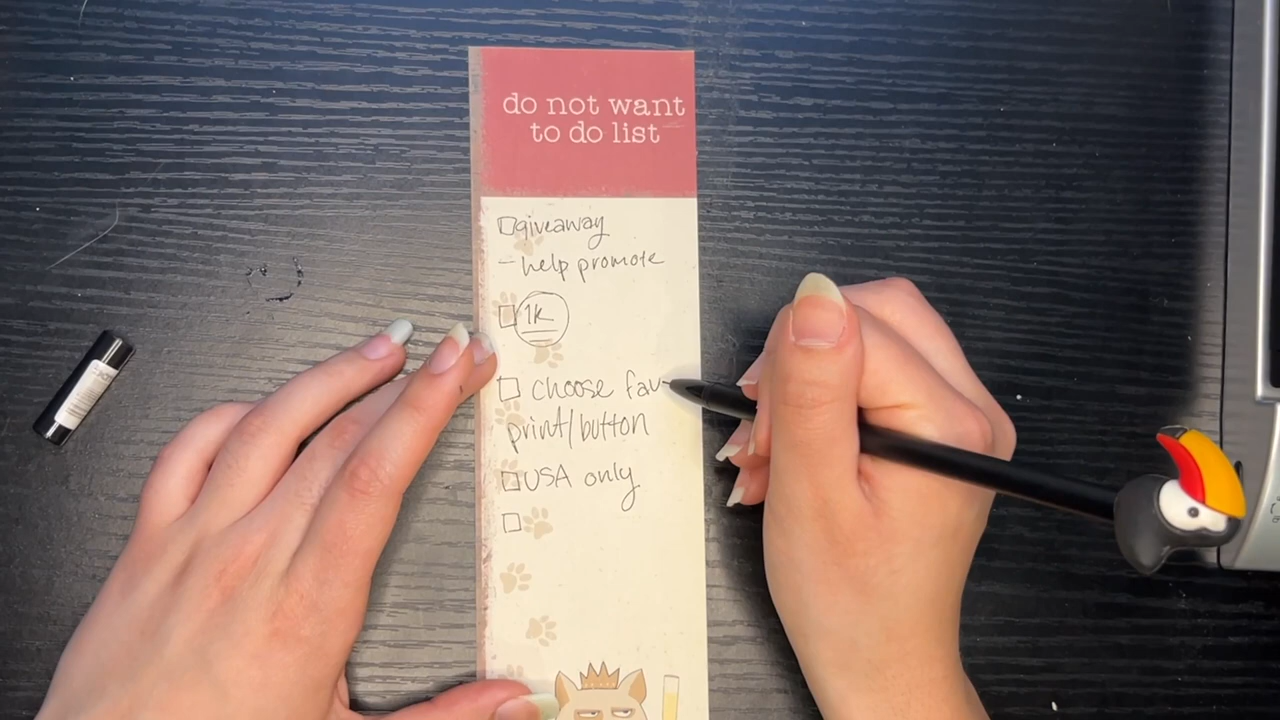 do not want
to do list
□ giveaway
- help promote
□ 1k
□ choose fav
print/button
□ USA only
□